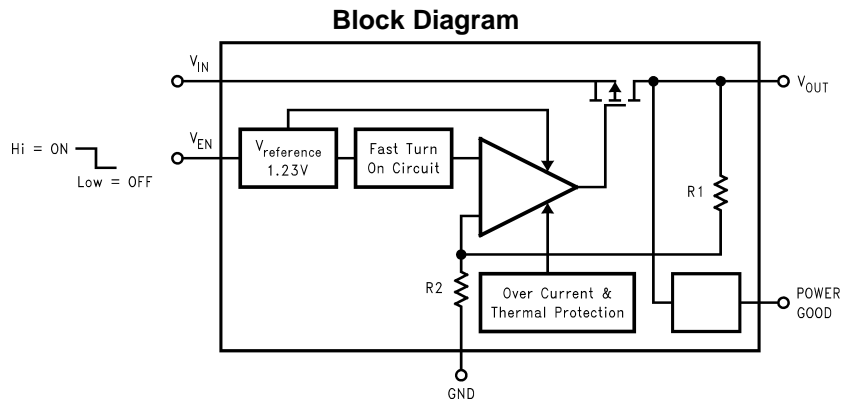 Block Diagram
VIN
VOUT
VEN
Hi = ON
Low = OFF
Vreference
1.23V
Fast Turn
On Circuit
R1
R2
Over Current &
Thermal Protection
POWER
GOOD
GND